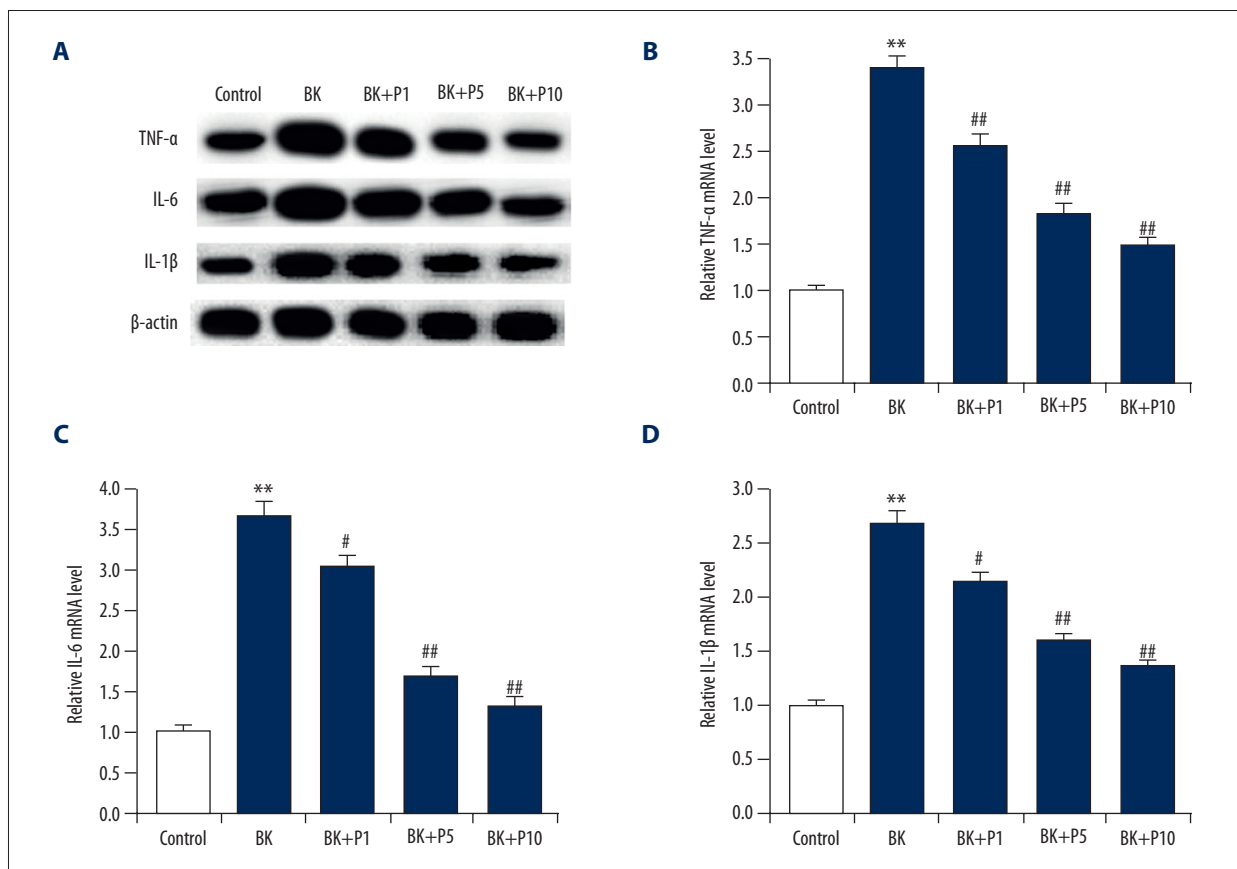 A
Control BK BK+P1 BK+P5 BK+P10
TNF-α
IL-6
IL-1β
β-actin
B
Relative TNF-α mRNA level
3.5
3.0
2.5
2.0
1.5
1.0
0.5
0.0
**
##
##
##
Control BK BK+P1 BK+P5 BK+P10
C
Relative IL-6 mRNA level
4.0
3.5
3.0
2.5
2.0
1.5
1.0
0.5
0.0
**
#
##
##
Control BK BK+P1 BK+P5 BK+P10
D
Relative IL-1β mRNA level
3.0
2.5
2.0
1.5
1.0
0.5
0.0
**
#
##
##
Control BK BK+P1 BK+P5 BK+P10